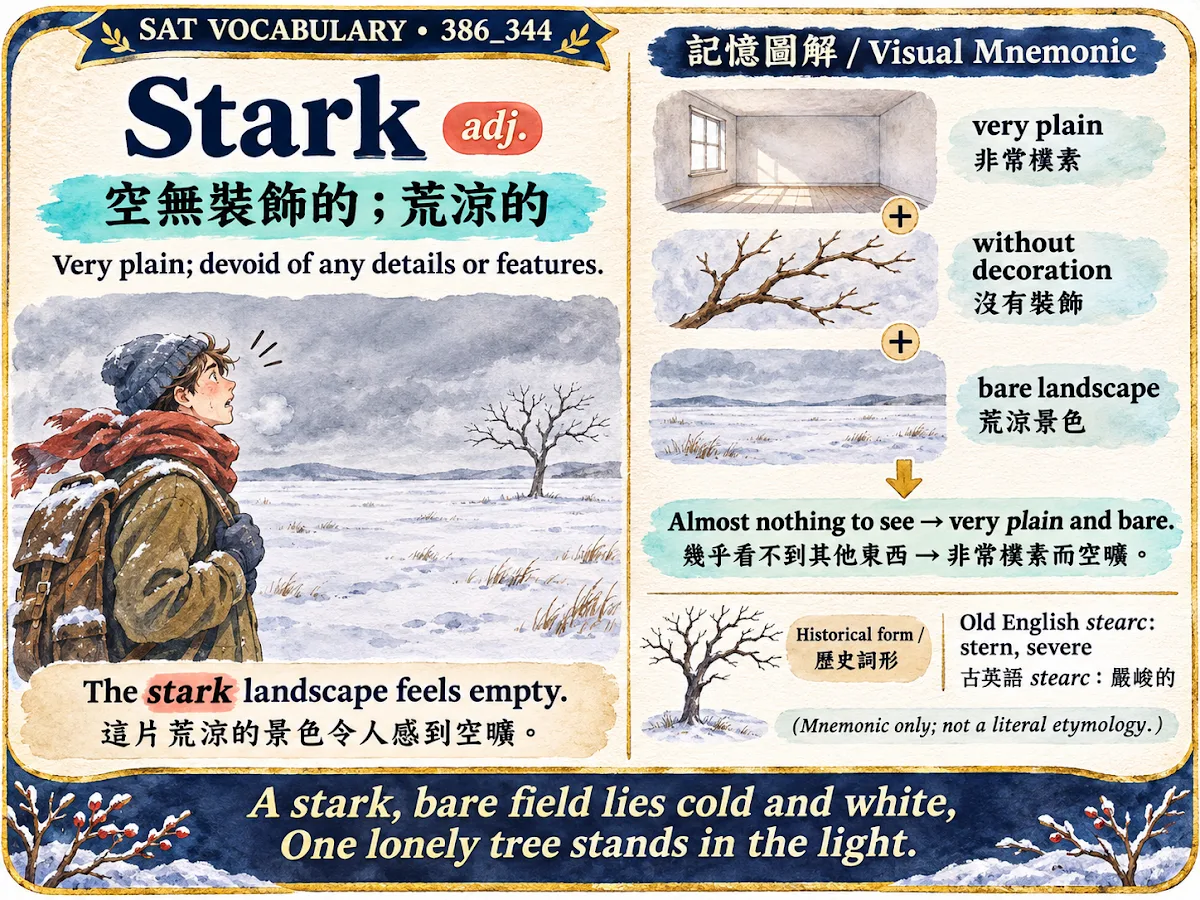 SAT VOCABULARY • 386_344
Stark adj.
空無裝飾的；荒涼的
Very plain; devoid of any details or features.
The stark landscape feels empty.
這片荒涼的景色令人感到空曠。
記憶圖解 / Visual Mnemonic
very plain
非常樸素
+
without
decoration
沒有裝飾
+
bare landscape
荒涼景色
Almost nothing to see → very plain and bare.
幾乎看不到其他東西 → 非常樸素而空曠。
Historical form /
歷史詞形
Old English stearc:
stern, severe
古英語 stearc：嚴峻的
(Mnemonic only; not a literal etymology.)
A stark, bare field lies cold and white,
One lonely tree stands in the light.